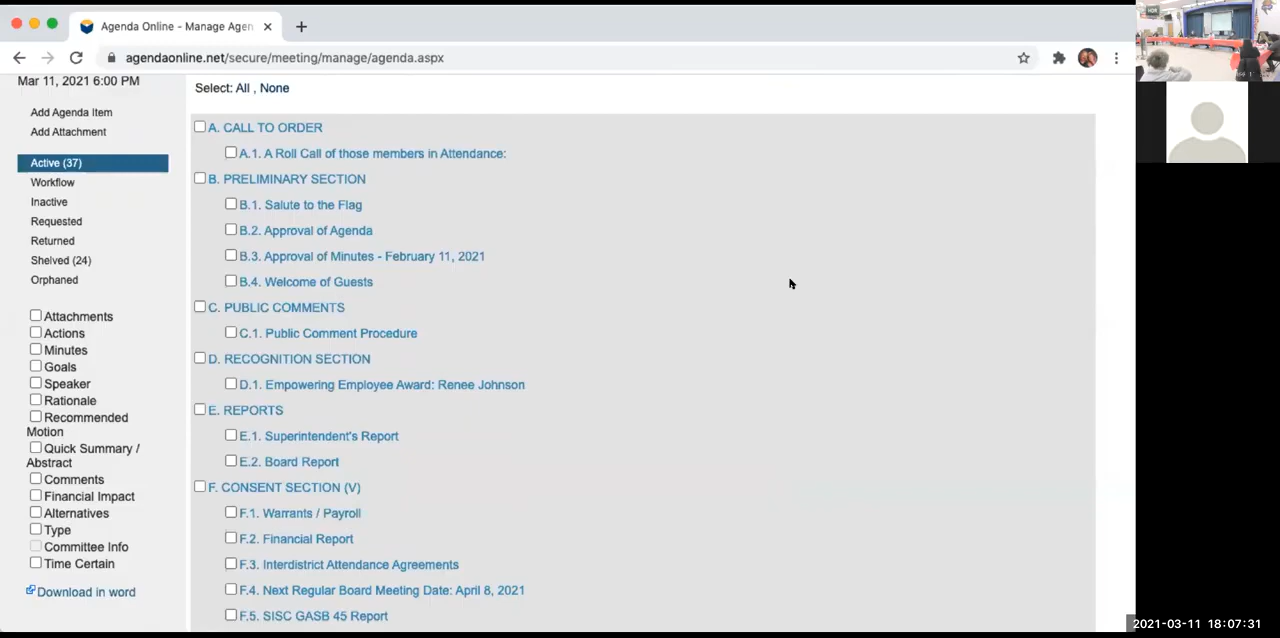 Agenda Online - Manage Agen
agendaonline.net/secure/meeting/manage/agenda.aspx
Mar 11, 2021 6:00 PM
Add Agenda Item
Add Attachment
Active (37)
Workflow
Inactive
Requested
Returned
Shelved (24)
Orphaned
Attachments
Actions
Minutes
Goals
Speaker
Rationale
Recommended
Motion
Quick Summary /
Abstract
Comments
Financial Impact
Alternatives
Type
Committee Info
Time Certain
Download in word
Select: All , None
A. CALL TO ORDER
A.1. A Roll Call of those members in Attendance:
B. PRELIMINARY SECTION
B.1. Salute to the Flag
B.2. Approval of Agenda
B.3. Approval of Minutes - February 11, 2021
B.4. Welcome of Guests
C. PUBLIC COMMENTS
C.1. Public Comment Procedure
D. RECOGNITION SECTION
D.1. Empowering Employee Award: Renee Johnson
E. REPORTS
E.1. Superintendent's Report
E.2. Board Report
F. CONSENT SECTION (V)
F.1. Warrants / Payroll
F.2. Financial Report
F.3. Interdistrict Attendance Agreements
F.4. Next Regular Board Meeting Date: April 8, 2021
F.5. SISC GASB 45 Report
2021-03-11 18:07:31